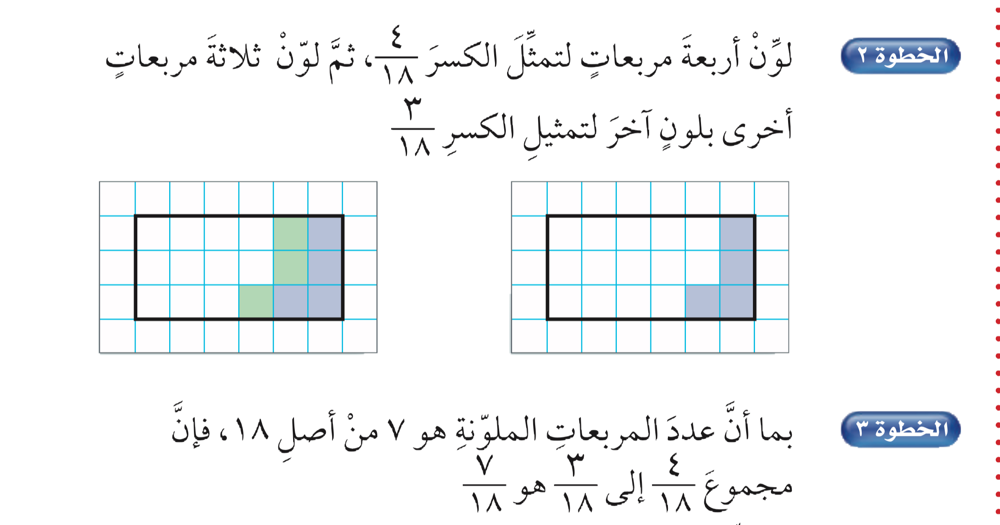 الخطوة ٢ لوِّنْ أربعةَ مربعاتٍ لتمثِّلَ الكسرَ ٤/١٨، ثمَّ لوّنْ ثلاثةَ مربعاتٍ
أخرى بلونٍ آخرَ لتمثيلِ الكسرِ ٣/١٨
الخطوة ٣ بما أنَّ عددَ المربعاتِ الملوّنةِ هو ٧ منْ أصلِ ١٨، فإنَّ
مجموعَ ٤/١٨ إلى ٣/١٨ هو ٧/١٨